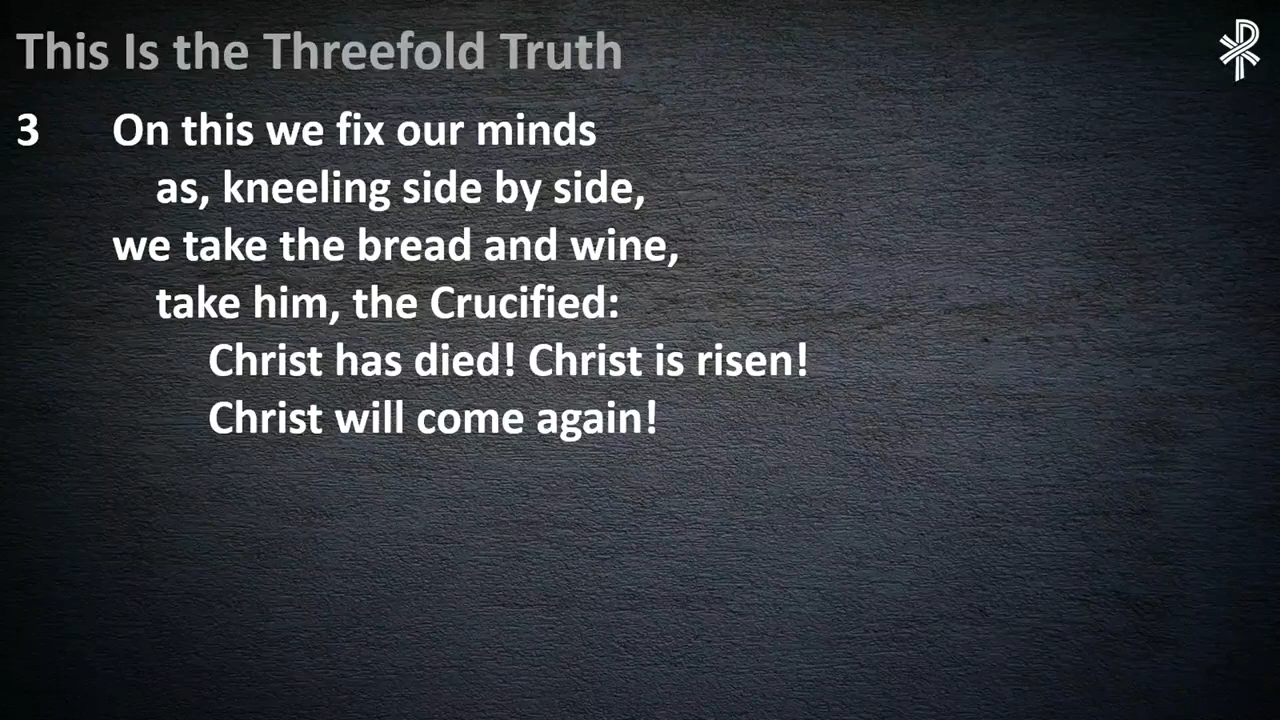 This Is the Threefold Truth
3 On this we fix our minds
as, kneeling side by side,
we take the bread and wine,
take him, the Crucified:
Christ has died! Christ is risen!
Christ will come again!